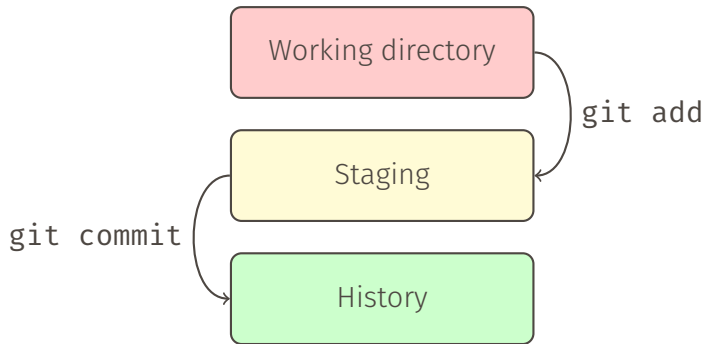 Working directory
git add
Staging
git commit
History